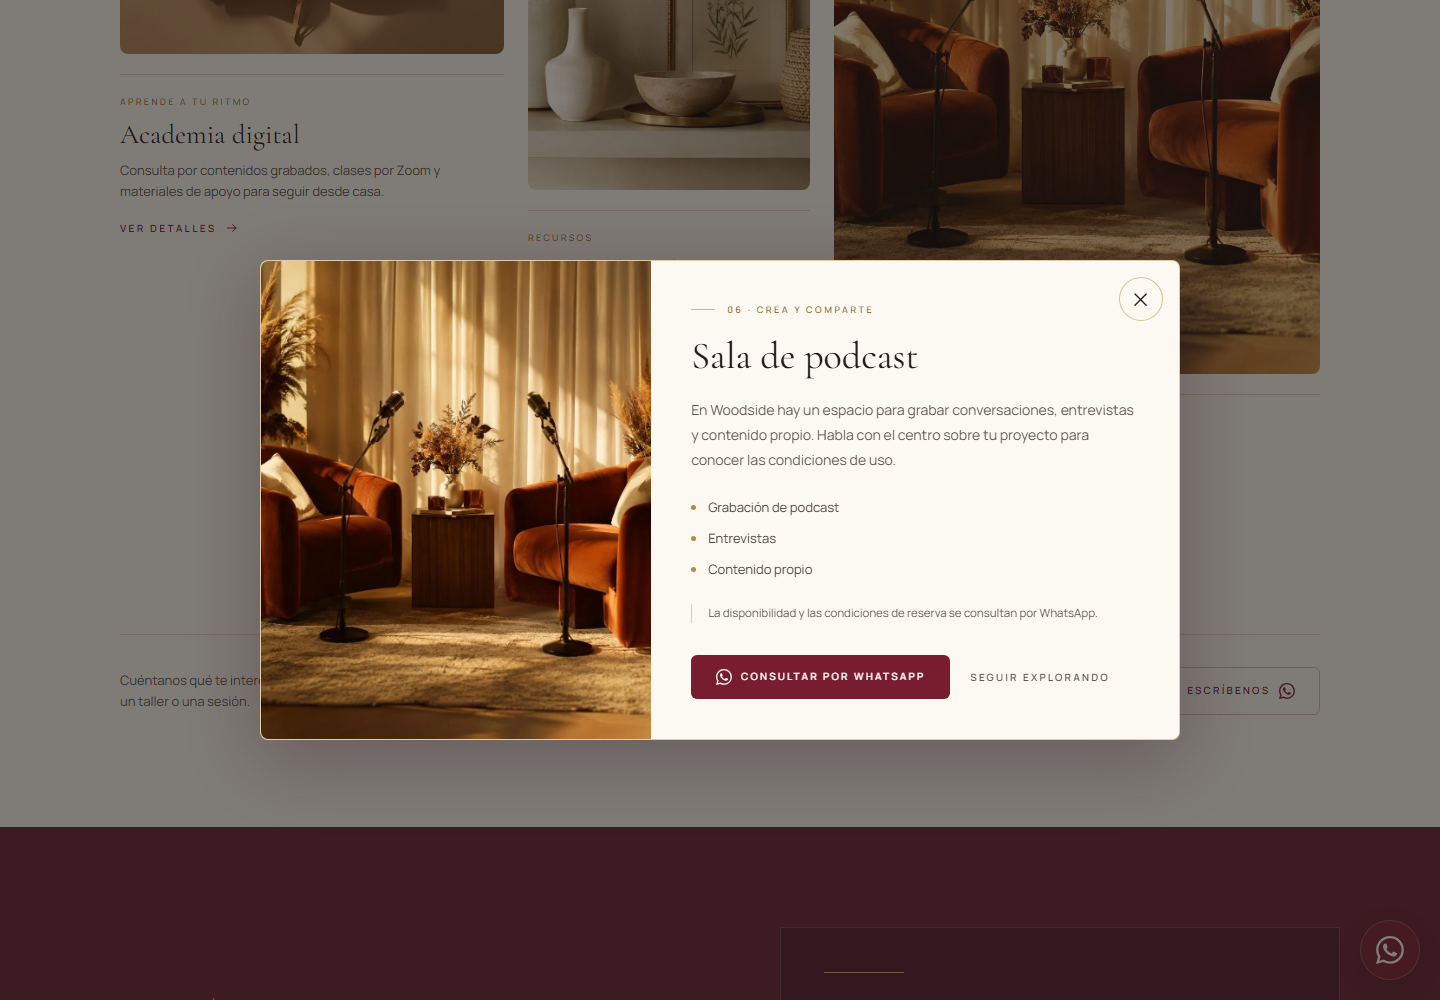 APRENDE A TU RITMO
Academia digital
Consulta por contenidos grabados, clases por Zoom y
materiales de apoyo para seguir desde casa.
VER DETALLES
RECURSOS
06 · CREA Y COMPARTE
Sala de podcast
En Woodside hay un espacio para grabar conversaciones, entrevistas
y contenido propio. Habla con el centro sobre tu proyecto para
conocer las condiciones de uso.
Grabación de podcast
Entrevistas
Contenido propio
La disponibilidad y las condiciones de reserva se consultan por WhatsApp.
CONSULTAR POR WHATSAPP
SEGUIR EXPLORANDO
Cuéntanos qué te
un taller o una sesión.
ESCRÍBENOS